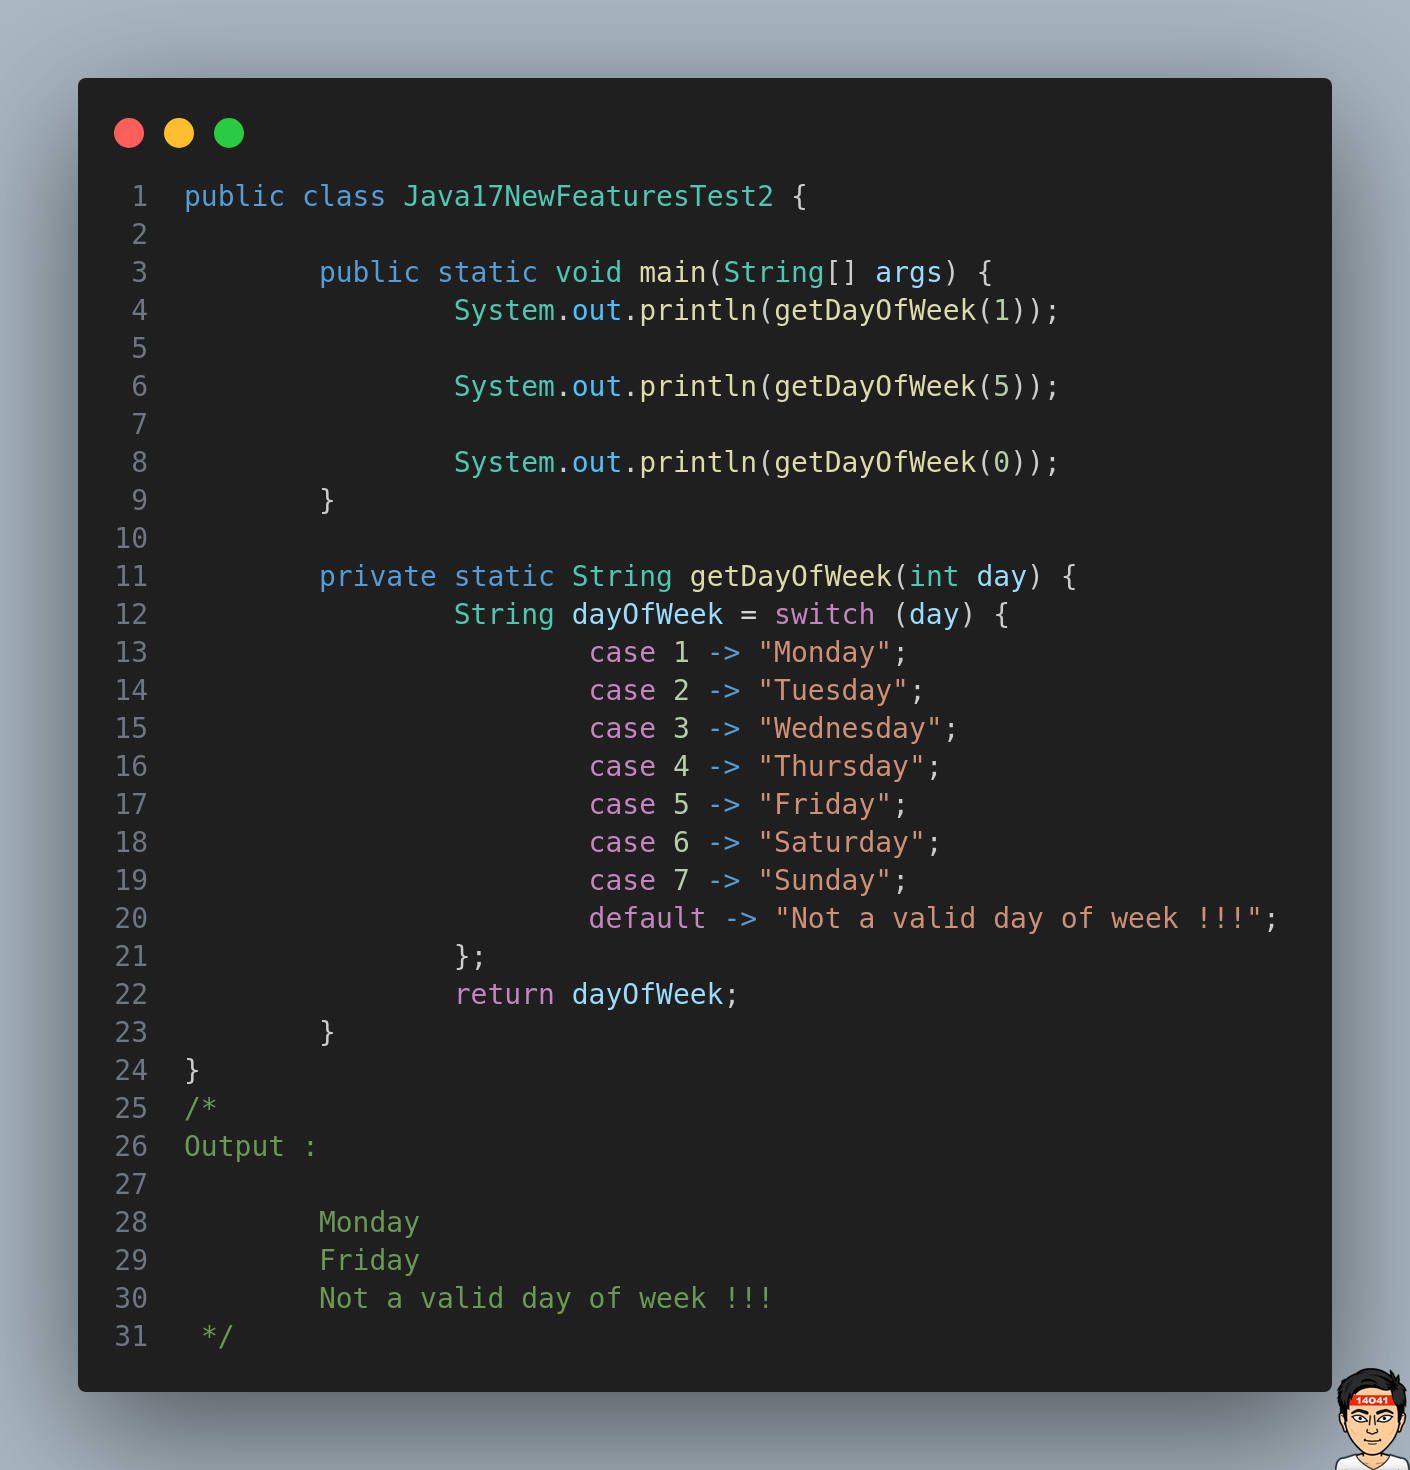 1 public class Java17NewFeaturesTest2 {
2
3 public static void main(String[] args) {
4 System.out.println(getDayOfWeek(1));
5
6 System.out.println(getDayOfWeek(5));
7
8 System.out.println(getDayOfWeek(0));
9 }
10
11 private static String getDayOfWeek(int day) {
12 String dayOfWeek = switch (day) {
13 case 1 -> "Monday";
14 case 2 -> "Tuesday";
15 case 3 -> "Wednesday";
16 case 4 -> "Thursday";
17 case 5 -> "Friday";
18 case 6 -> "Saturday";
19 case 7 -> "Sunday";
20 default -> "Not a valid day of week !!!";
21 };
22 return dayOfWeek;
23 }
24 }
25 /*
26 Output :
27
28 Monday
29 Friday
30 Not a valid day of week !!!
31 */
14041